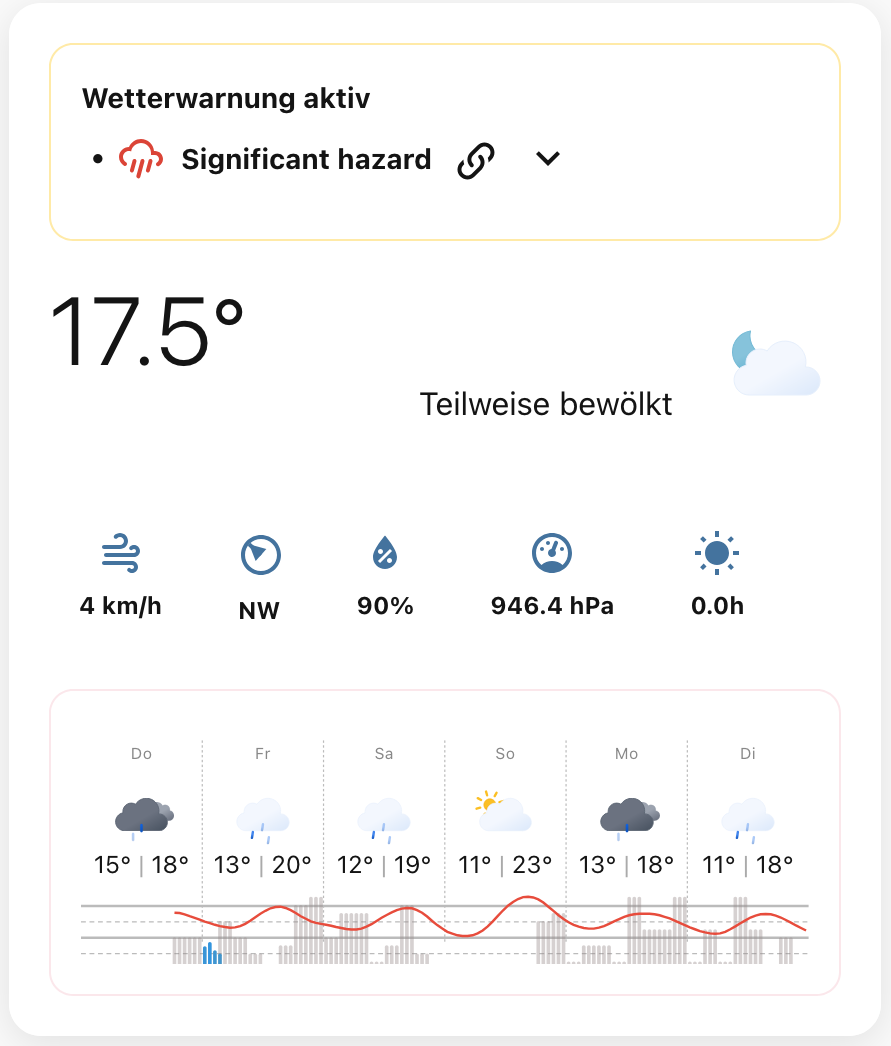 Wetterwarnung aktiv
• Significant hazard
17.5°
Teilweise bewölkt
4 km/h NW 90% 946.4 hPa 0.0h
Do Fr Sa So Mo Di
15° | 18° 13° | 20° 12° | 19° 11° | 23° 13° | 18° 11° | 18°